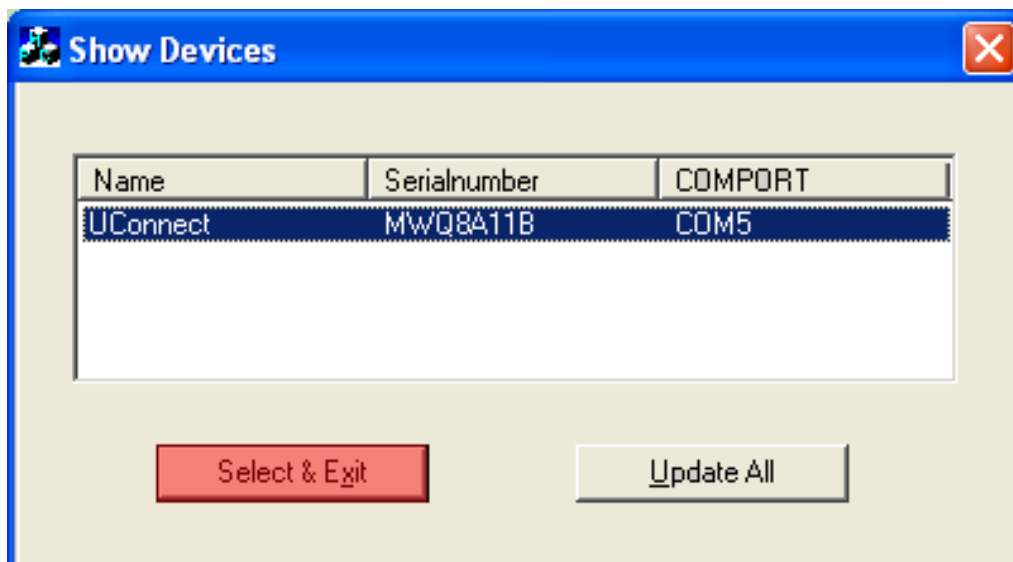 Show Devices
Name Serialnumber COMPORT
UConnect MWQ8A11B COM5
Select & Exit Update All